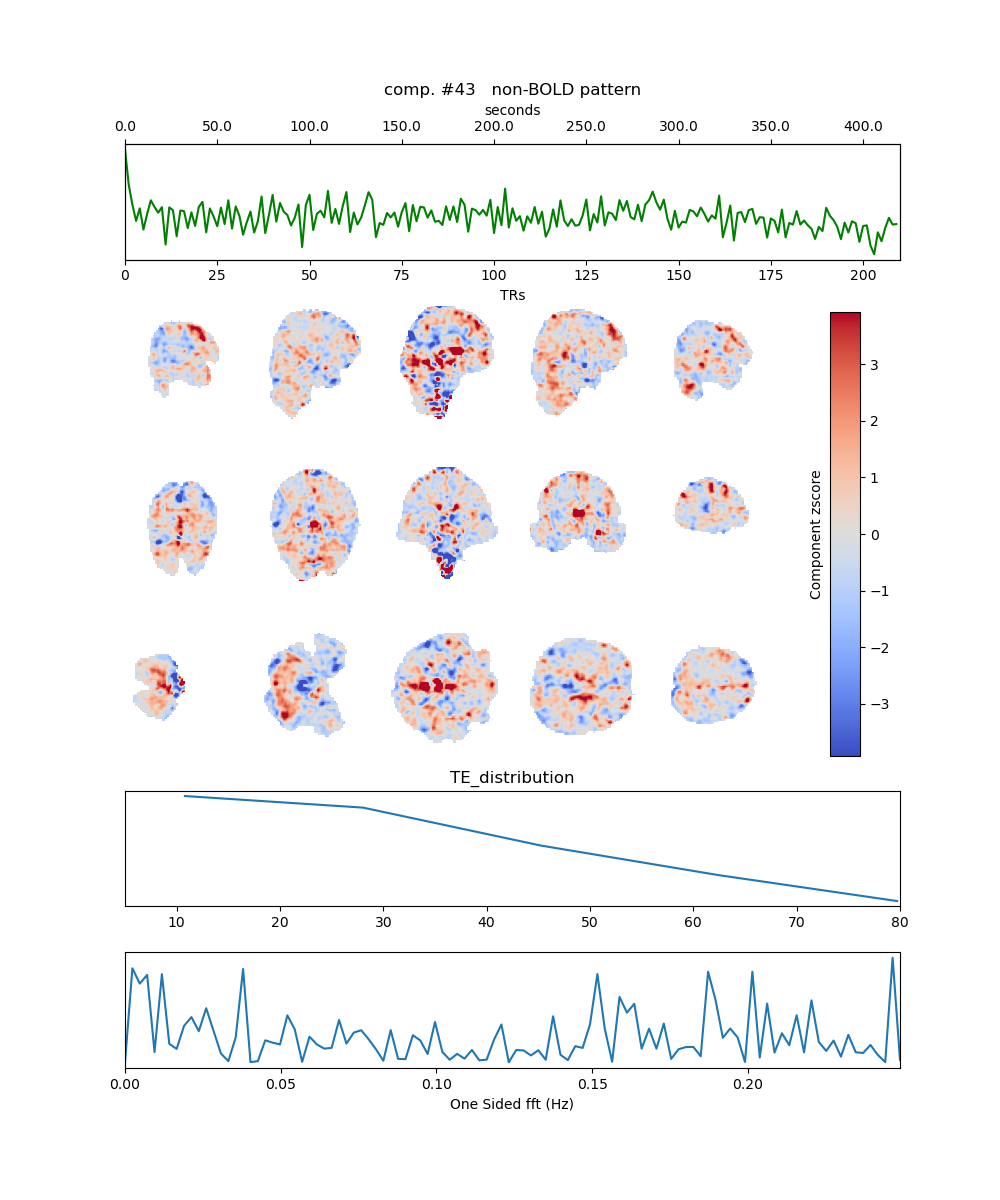 comp. #43   non-BOLD pattern
seconds
0.0 50.0 100.0 150.0 200.0 250.0 300.0 350.0 400.0
0 25 50 75 100 125 150 175 200
TRs
3
2
1
0
−1
−2
−3
Component zscore
TE_distribution
10 20 30 40 50 60 70 80
0.00 0.05 0.10 0.15 0.20
One Sided fft (Hz)